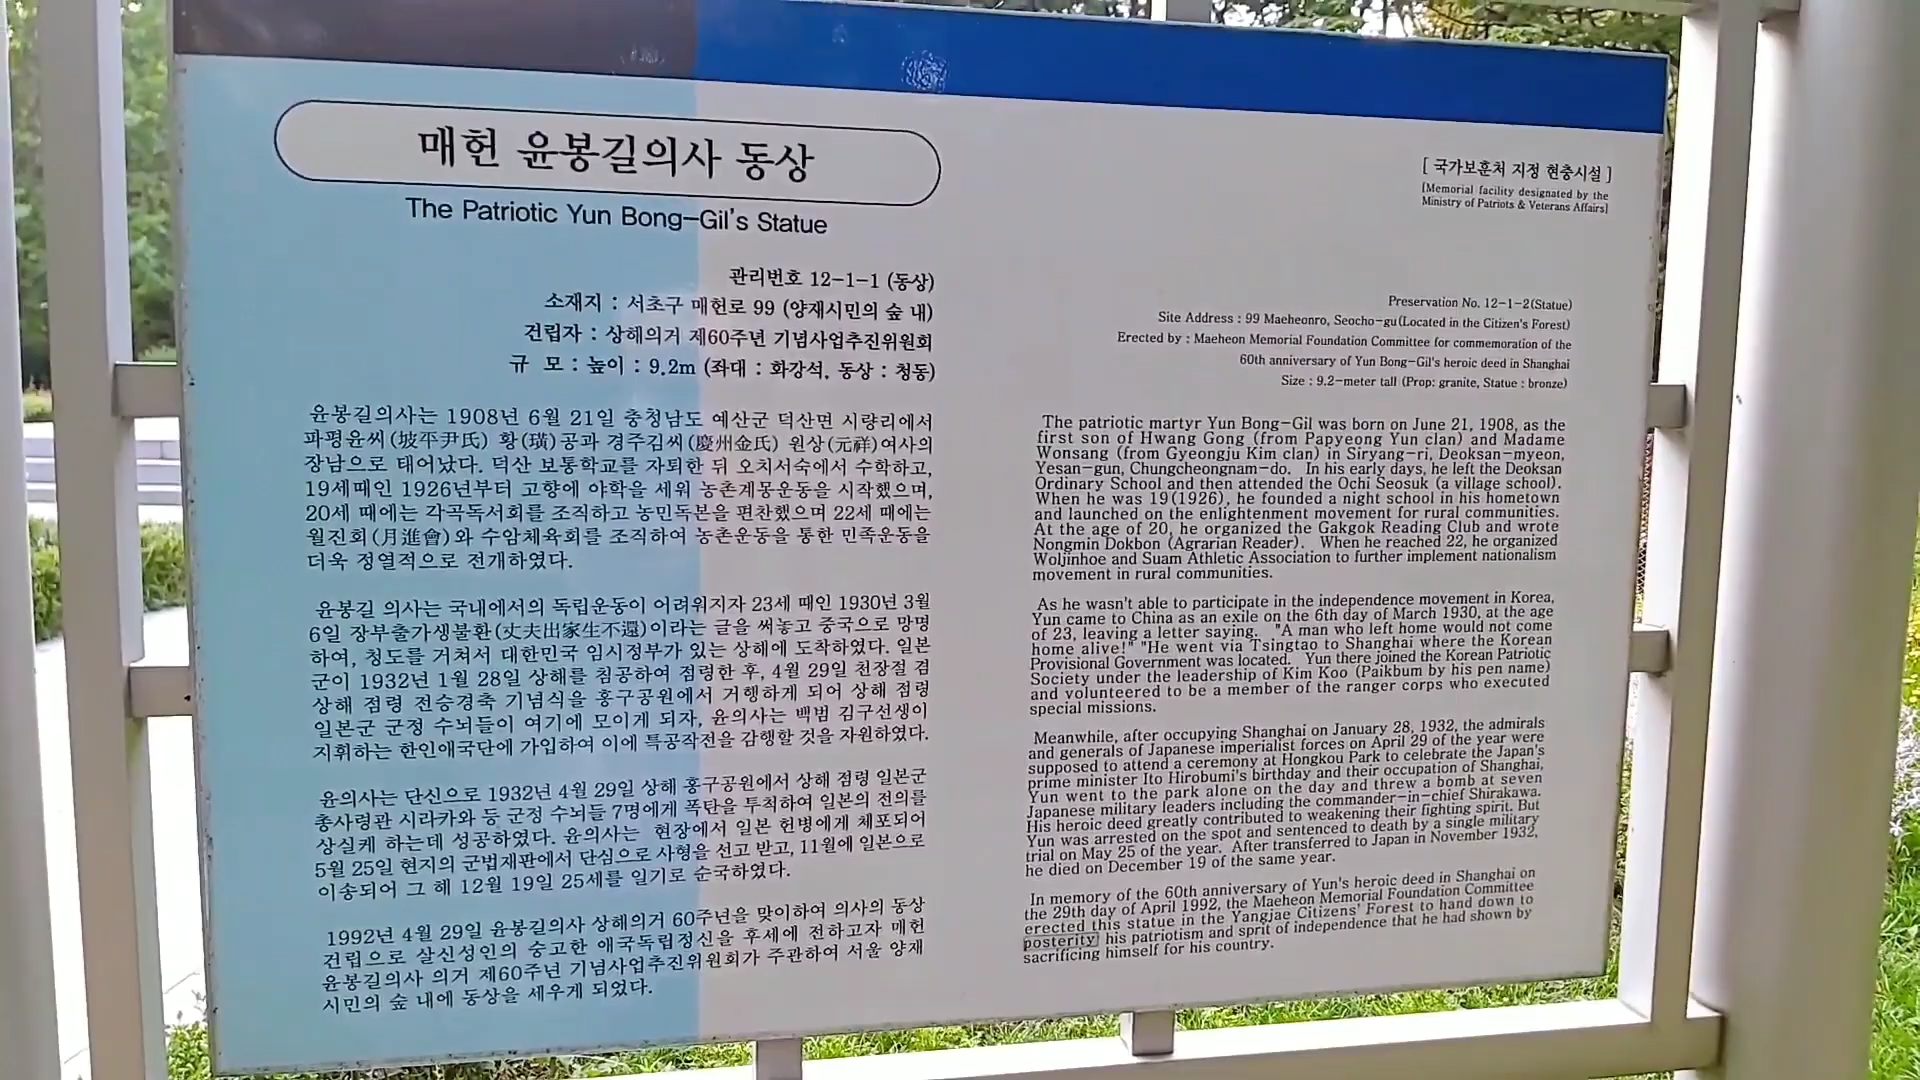 매헌 윤봉길의사 동상
The Patriotic Yun Bong-Gil's Statue
관리번호 12-1-1 (동상)
소재지 : 서초구 매헌로 99 (양재시민의 숲 내)
건립자 : 상해의거 제60주년 기념사업추진위원회
규 모 : 높이 : 9.2m (좌대 : 화강석, 동상 : 청동)
윤봉길의사는 1908년 6월 21일 충청남도 예산군 덕산면 시량리에서
파평윤씨(坡平尹氏) 황(璜)공과 경주김씨(慶州金氏) 원상(元祥)여사의
장남으로 태어났다. 덕산 보통학교를 자퇴한 뒤 오치서숙에서 수학하고,
19세때인 1926년부터 고향에 야학을 세워 농촌계몽운동을 시작했으며,
20세 때에는 각곡독서회를 조직하고 농민독본을 편찬했으며 22세 때에는
월진회(月進會)와 수암체육회를 조직하여 농촌운동을 통한 민족운동을
더욱 정열적으로 전개하였다.
윤봉길 의사는 국내에서의 독립운동이 어려워지자 23세 때인 1930년 3월
6일 장부출가생불환(丈夫出家生不還)이라는 글을 써놓고 중국으로 망명
하여, 청도를 거쳐서 대한민국 임시정부가 있는 상해에 도착하였다. 일본
군이 1932년 1월 28일 상해를 침공하여 점령한 후, 4월 29일 천장절 겸
상해 점령 전승경축 기념식을 홍구공원에서 거행하게 되어 상해 점령
일본군 군정 수뇌들이 여기에 모이게 되자, 윤의사는 백범 김구선생이
지휘하는 한인애국단에 가입하여 이에 특공작전을 감행할 것을 자원하였다.
윤의사는 단신으로 1932년 4월 29일 상해 홍구공원에서 상해 점령 일본군
총사령관 시라카와 등 군정 수뇌들 7명에게 폭탄을 투척하여 일본의 전의를
상실케 하는데 성공하였다. 윤의사는 현장에서 일본 헌병에게 체포되어
5월 25일 현지의 군법재판에서 단심으로 사형을 선고 받고, 11월에 일본으로
이송되어 그 해 12월 19일 25세를 일기로 순국하였다.
1992년 4월 29일 윤봉길의사 상해의거 60주년을 맞이하여 의사의 동상
건립으로 살신성인의 숭고한 애국독립정신을 후세에 전하고자 매헌
윤봉길의사 의거 제60주년 기념사업추진위원회가 주관하여 서울 양재
시민의 숲 내에 동상을 세우게 되었다.
[ 국가보훈처 지정 현충시설 ]
[Memorial facility designated by the
Ministry of Patriots & Veterans Affairs]
Preservation No. 12-1-2(Statue)
Site Address : 99 Maeheonro, Seocho-gu(Located in the Citizen's Forest)
Erected by : Maeheon Memorial Foundation Committee for commemoration of the
60th anniversary of Yun Bong-Gil's heroic deed in Shanghai
Size : 9.2-meter tall (Prop: granite, Statue : bronze)
The patriotic martyr Yun Bong-Gil was born on June 21, 1908, as the
first son of Hwang Gong (from Papyeong Yun clan) and Madame
Wonsang (from Gyeongju Kim clan) in Siryang-ri, Deoksan-myeon,
Yesan-gun, Chungcheongnam-do. In his early days, he left the Deoksan
Ordinary School and then attended the Ochi Seosuk (a village school).
When he was 19(1926), he founded a night school in his hometown
and launched on the enlightenment movement for rural communities.
At the age of 20, he organized the Gakgok Reading Club and wrote
Nongmin Dokbon (Agrarian Reader). When he reached 22, he organized
Woljinhoe and Suam Athletic Association to further implement nationalism
movement in rural communities.
As he wasn't able to participate in the independence movement in Korea,
Yun came to China as an exile on the 6th day of March 1930, at the age
of 23, leaving a letter saying. "A man who left home would not come
home alive!" "He went via Tsingtao to Shanghai where the Korean
Provisional Government was located. Yun there joined the Korean Patriotic
Society under the leadership of Kim Koo (Paikbum by his pen name)
and volunteered to be a member of the ranger corps who executed
special missions.
Meanwhile, after occupying Shanghai on January 28, 1932, the admirals
and generals of Japanese imperialist forces on April 29 of the year were
supposed to attend a ceremony at Hongkou Park to celebrate the Japan's
prime minister Ito Hirobumi's birthday and their occupation of Shanghai,
Yun went to the park alone on the day and threw a bomb at seven
Japanese military leaders including the commander-in-chief Shirakawa.
His heroic deed greatly contributed to weakening their fighting spirit. But
Yun was arrested on the spot and sentenced to death by a single military
trial on May 25 of the year. After transferred to Japan in November 1932,
he died on December 19 of the same year.
In memory of the 60th anniversary of Yun's heroic deed in Shanghai on
the 29th day of April 1992, the Maeheon Memorial Foundation Committee
erected this statue in the Yangjae Citizens' Forest to hand down to
posterity his patriotism and sprit of independence that he had shown by
sacrificing himself for his country.